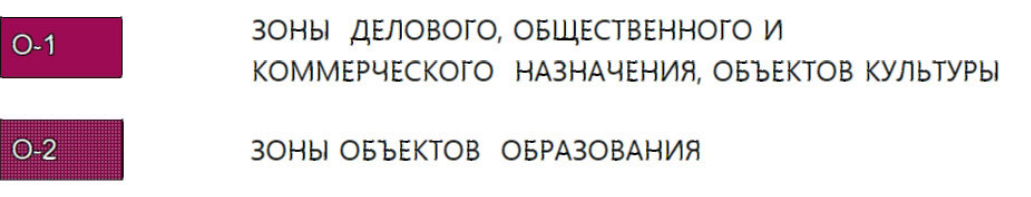 О-1
ЗОНЫ ДЕЛОВОГО, ОБЩЕСТВЕННОГО И
КОММЕРЧЕСКОГО НАЗНАЧЕНИЯ, ОБЪЕКТОВ КУЛЬТУРЫ
О-2
ЗОНЫ ОБЪЕКТОВ ОБРАЗОВАНИЯ